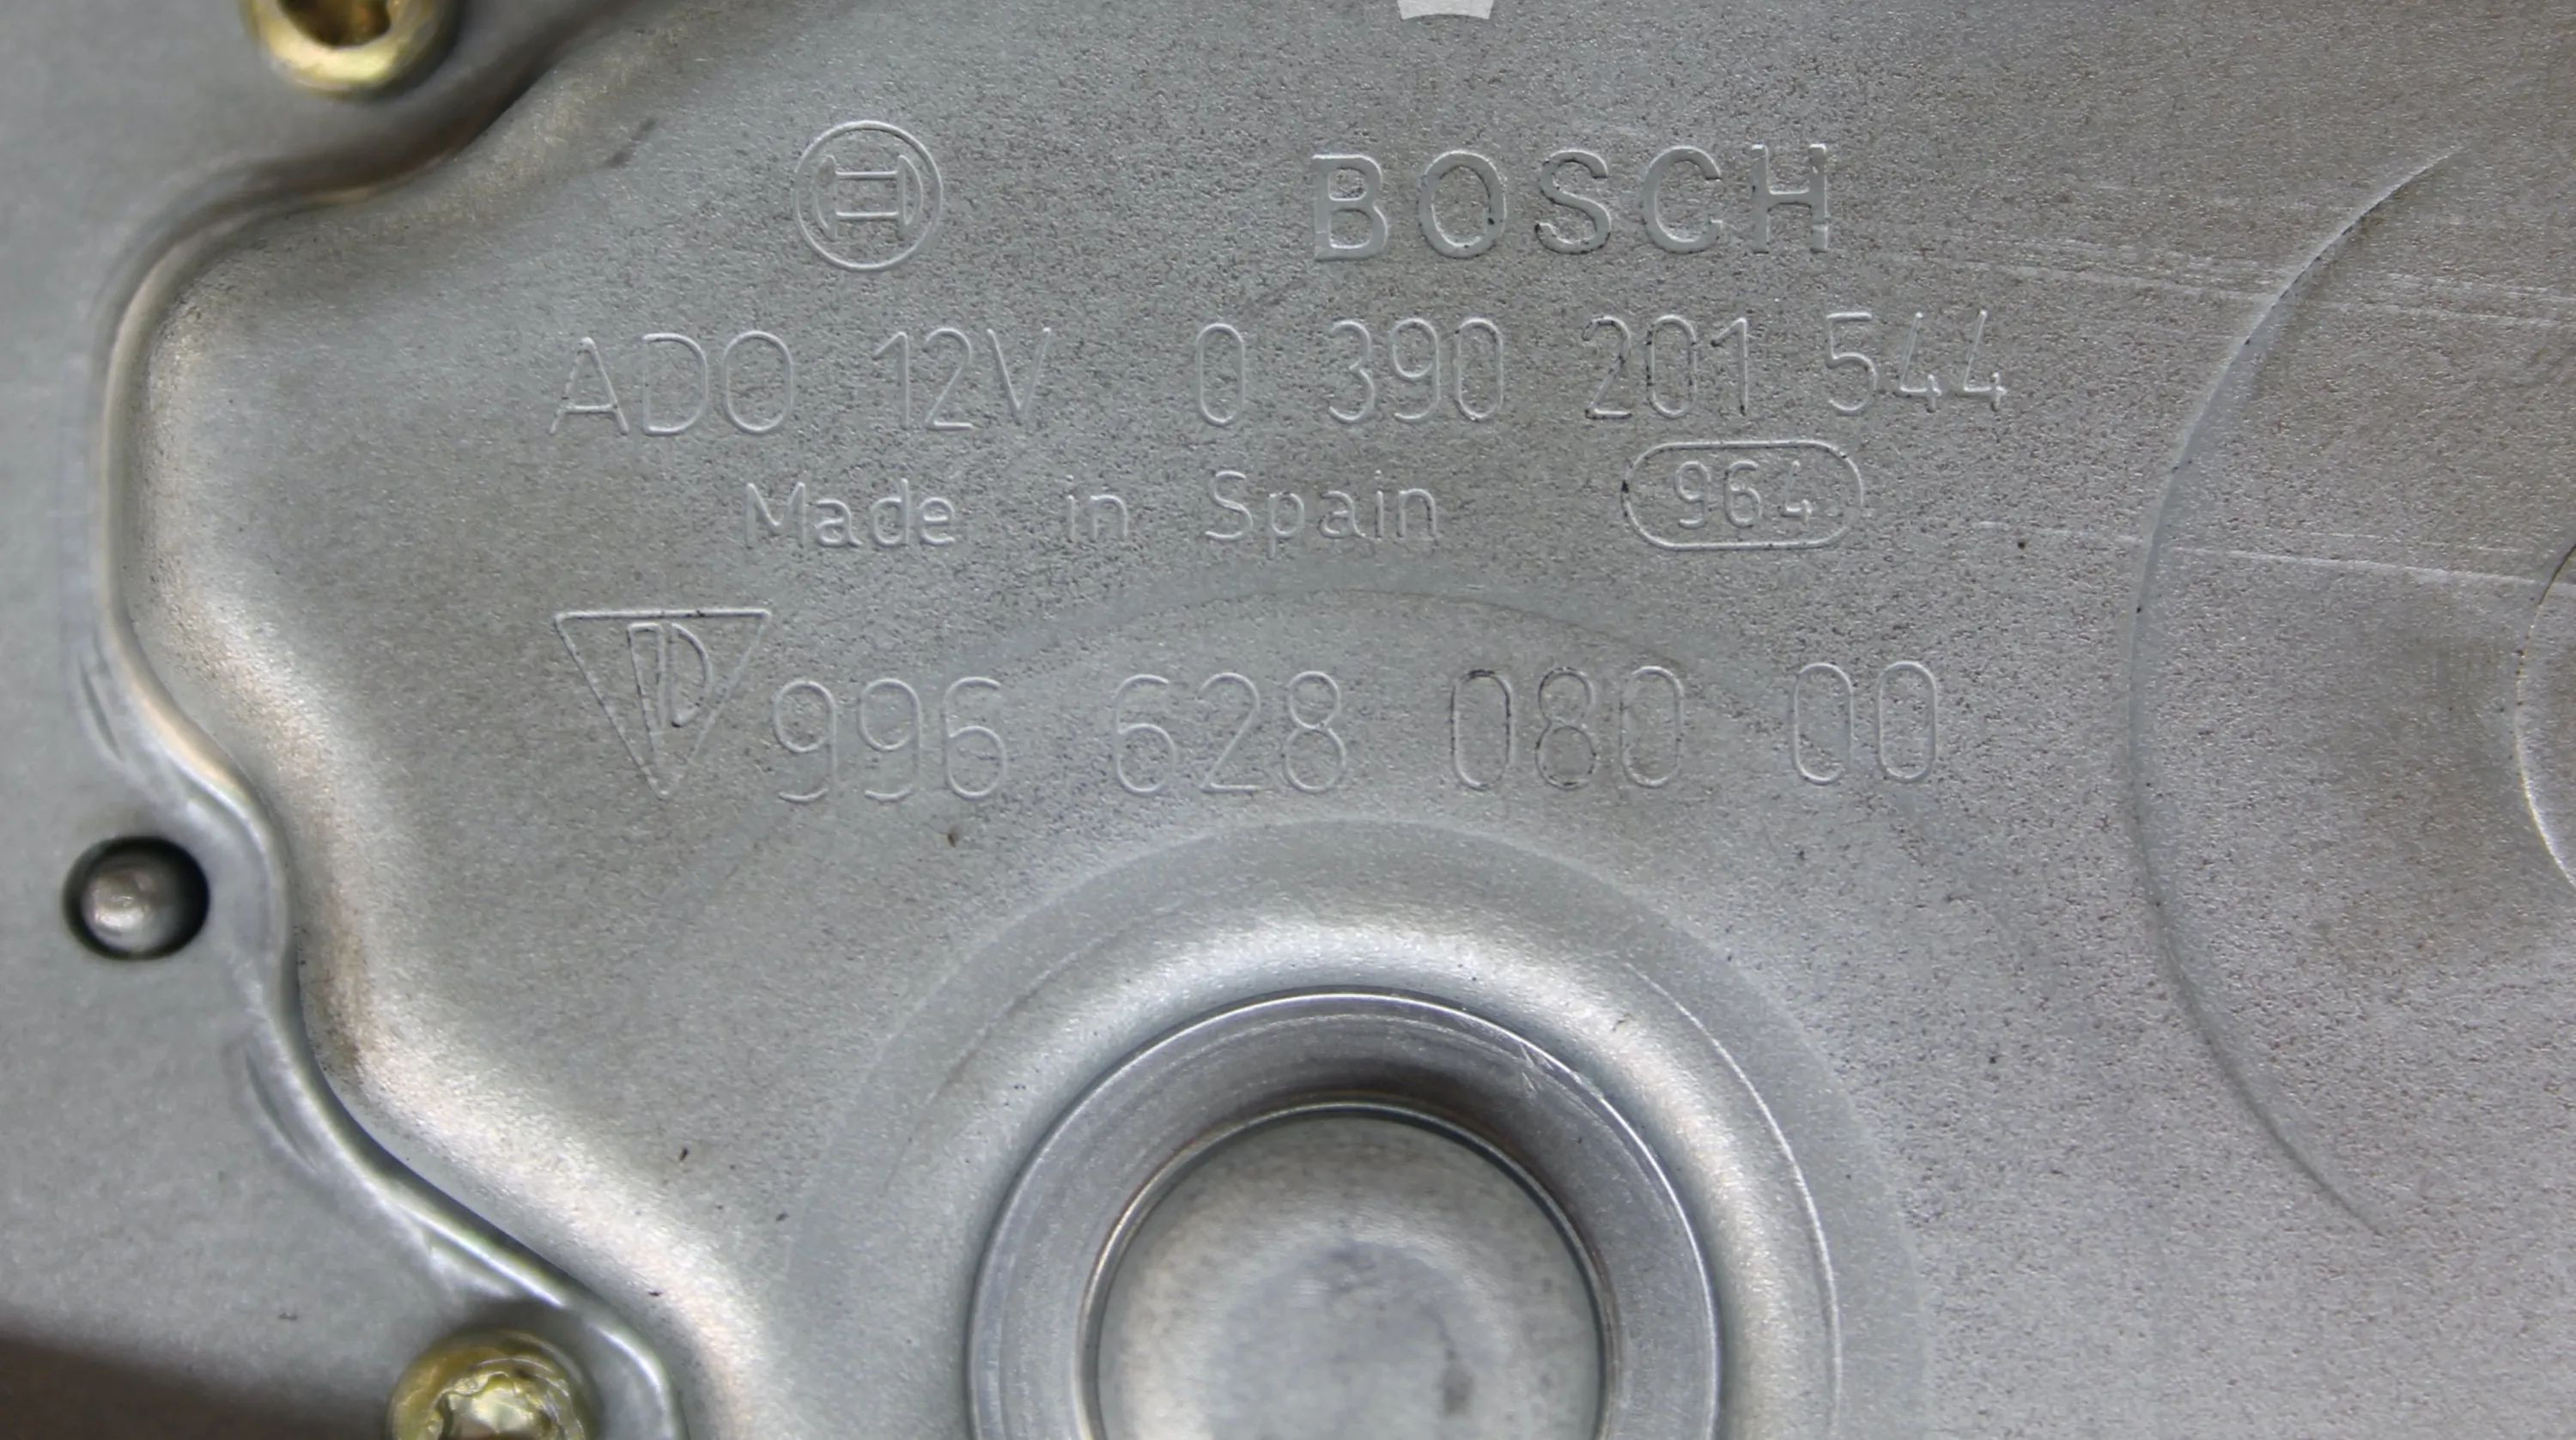 BOSCH
ADO 12V 0 390 201 544
Made in Spain 964
996 628 080 00